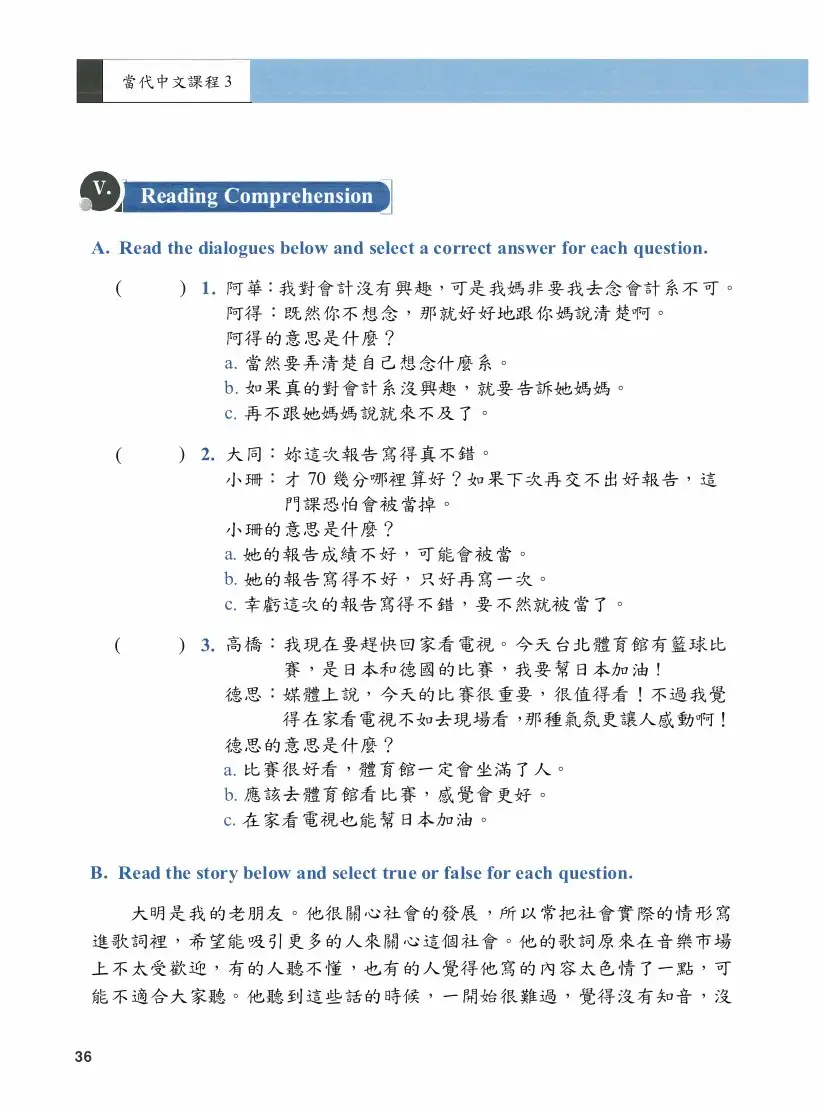 當代中文課程 3
V. Reading Comprehension
A. Read the dialogues below and select a correct answer for each question.
(　　) 1. 阿華：我對會計沒有興趣，可是我媽非要我去念會計系不可。
阿得：既然你不想念，那就好好地跟你媽說清楚啊。
阿得的意思是什麼？
a. 當然要弄清楚自己想念什麼系。
b. 如果真的對會計系沒興趣，就要告訴她媽媽。
c. 再不跟她媽媽說就來不及了。
(　　) 2. 大同：妳這次報告寫得真不錯。
小珊：才 70 幾分哪裡算好？如果下次再交不出好報告，這
門課恐怕會被當掉。
小珊的意思是什麼？
a. 她的報告成績不好，可能會被當。
b. 她的報告寫得不好，只好再寫一次。
c. 幸虧這次的報告寫得不錯，要不然就被當了。
(　　) 3. 高橋：我現在要趕快回家看電視。今天台北體育館有籃球比
賽，是日本和德國的比賽，我要幫日本加油！
德思：媒體上說，今天的比賽很重要，很值得看！不過我覺
得在家看電視不如去現場看，那種氣氛更讓人感動啊！
德思的意思是什麼？
a. 比賽很好看，體育館一定會坐滿了人。
b. 應該去體育館看比賽，感覺會更好。
c. 在家看電視也能幫日本加油。
B. Read the story below and select true or false for each question.
大明是我的老朋友。他很關心社會的發展，所以常把社會實際的情形寫
進歌詞裡，希望能吸引更多的人來關心這個社會。他的歌詞原來在音樂市場
上不太受歡迎，有的人聽不懂，也有的人覺得他寫的內容太色情了一點，可
能不適合大家聽。他聽到這些話的時候，一開始很難過，覺得沒有知音，沒
36